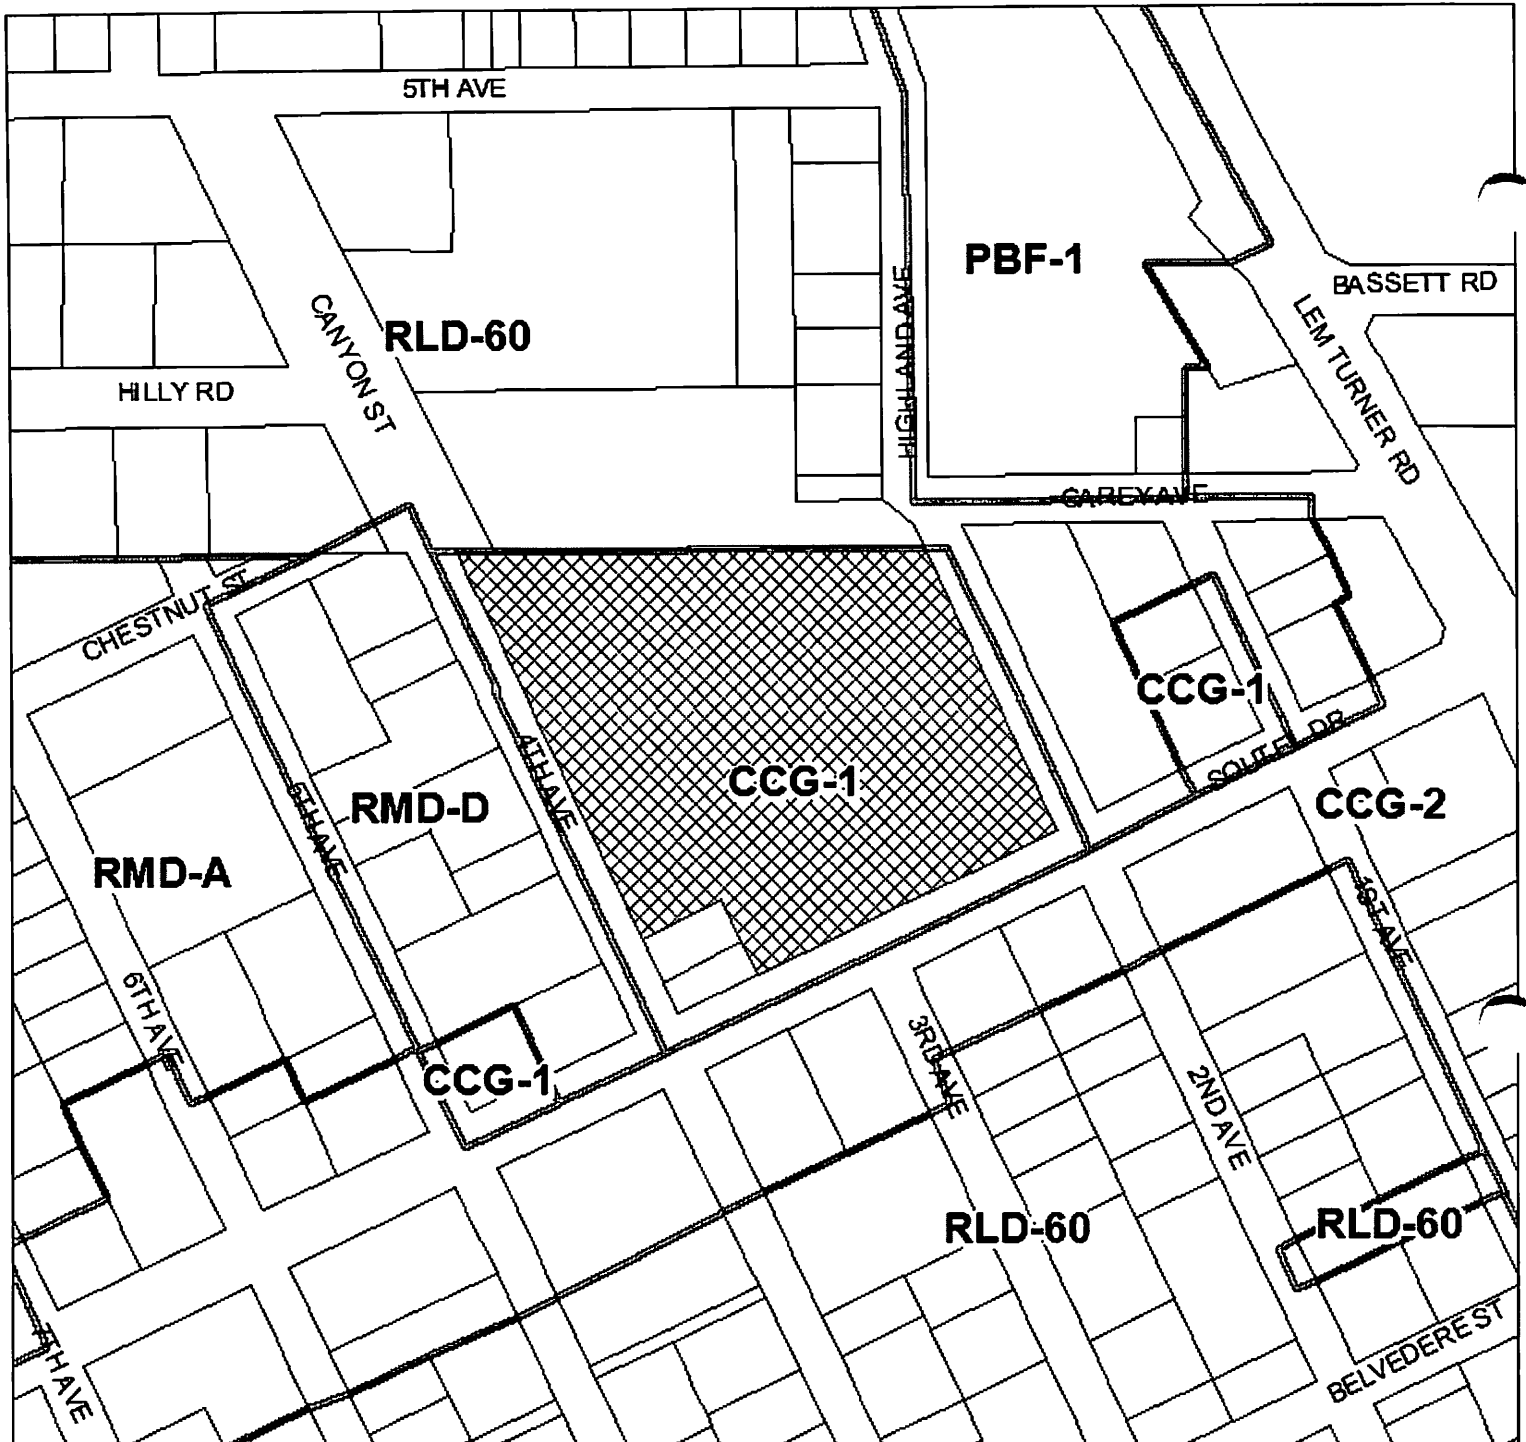 5TH AVE
PBF-1
BASSETT RD
CANYON ST
RLD-60
HIGHLAND AVE
LEM TURNER RD
HILLY RD
CAREY AVE
CHESTNUT ST
CCG-1
SOUTEL DR
4TH AVE
CCG-1
CCG-2
5TH AVE
RMD-D
RMD-A
1ST AVE
6TH AVE
3RD AVE
CCG-1
2ND AVE
RLD-60
RLD-60
7TH AVE
BELVEDERE ST